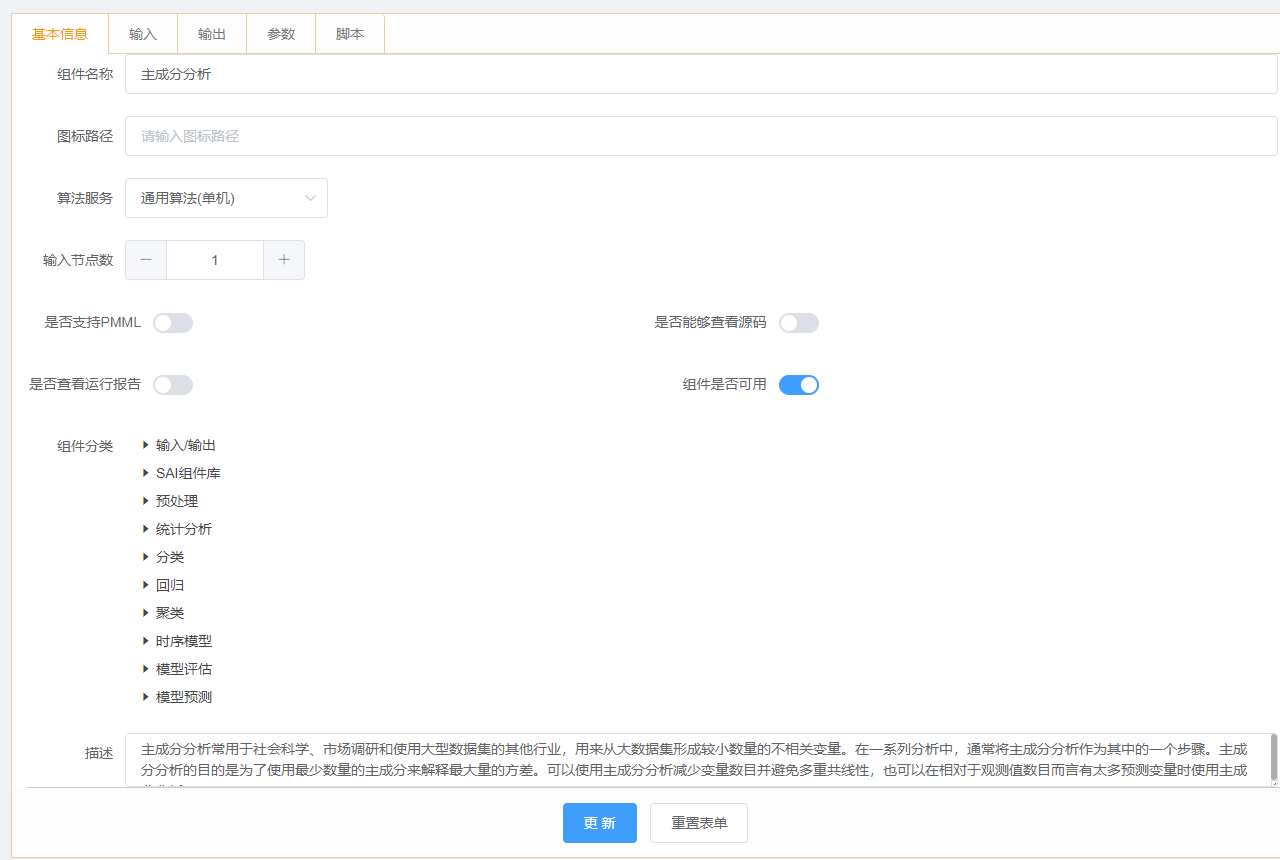 基本信息 输入 输出 参数 脚本
组件名称 主成分分析
图标路径 请输入图标路径
算法服务 通用算法(单机)
输入节点数 1
是否支持PMML 是否能够查看源码
是否查看运行报告 组件是否可用
组件分类 输入/输出
SAI组件库
预处理
统计分析
分类
回归
聚类
时序模型
模型评估
模型预测
描述 主成分分析常用于社会科学、市场调研和使用大型数据集的其他行业，用来从大数据集形成较小数量的不相关变量。在一系列分析中，通常将主成分分析作为其中的一个步骤。主成
分分析的目的是为了使用最少数量的主成分来解释最大量的方差。可以使用主成分分析减少变量数目并避免多重共线性，也可以在相对于观测值数目而言有太多预测变量时使用主成
更 新 重置表单